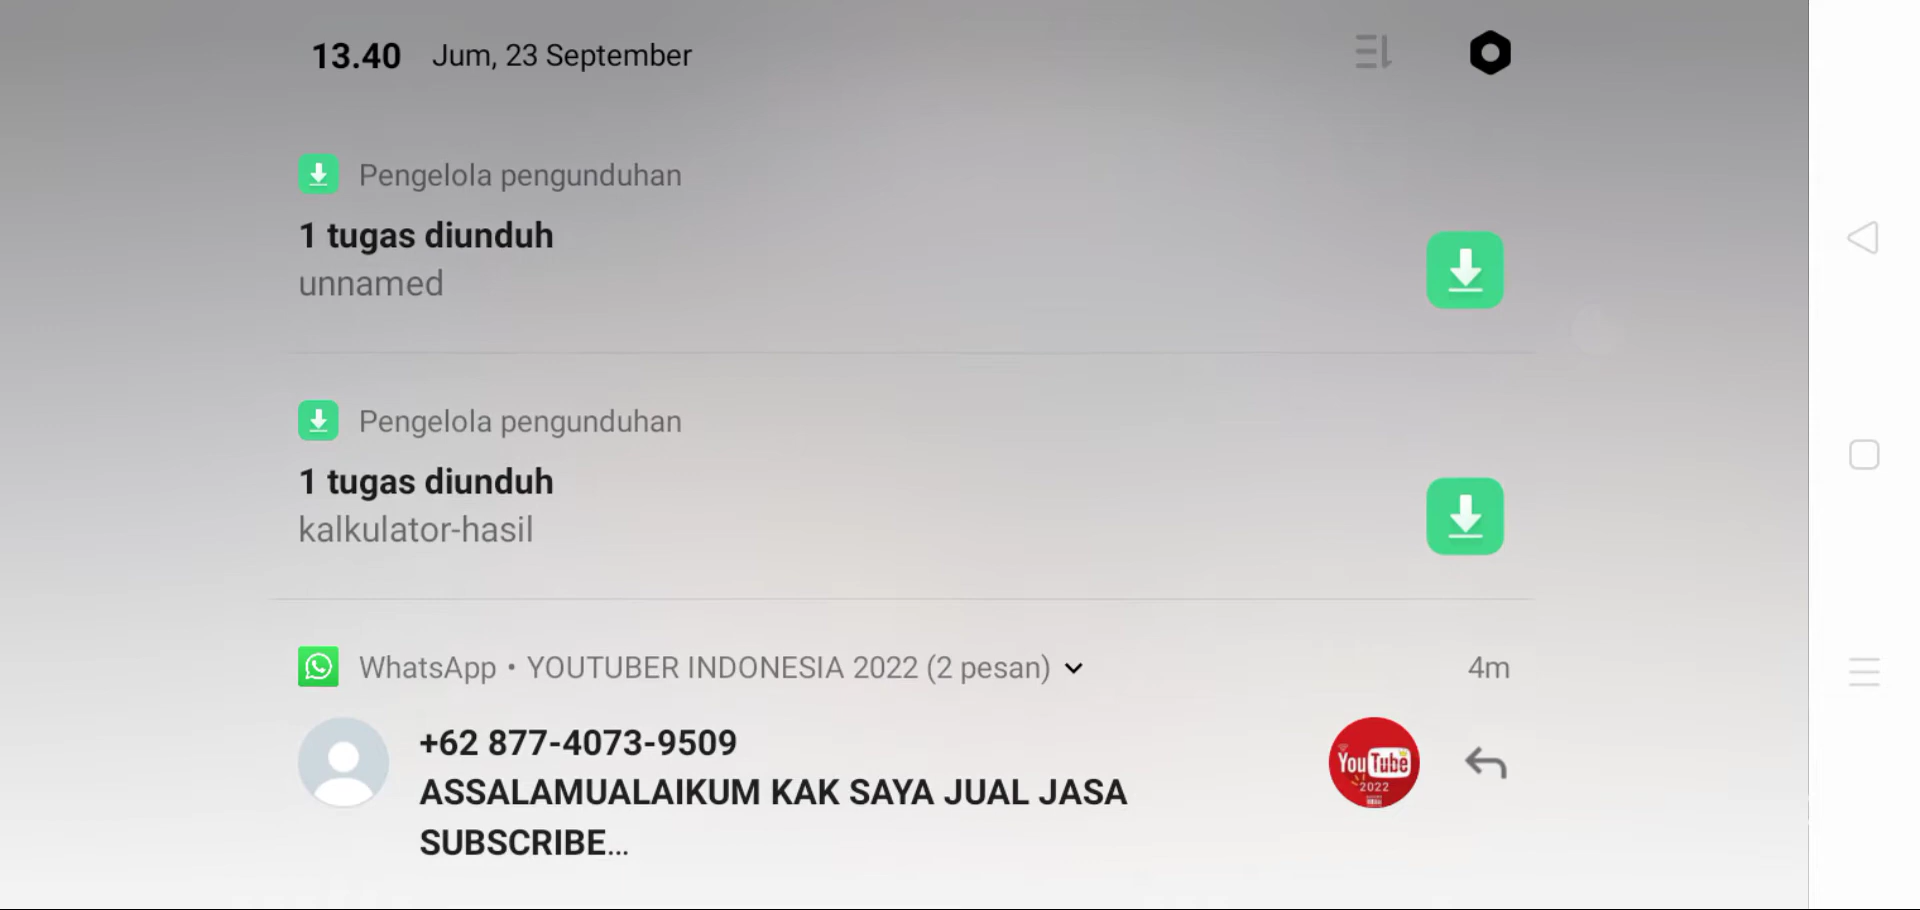 13.40 Jum, 23 September
Pengelola pengunduhan
1 tugas diunduh
unnamed
Pengelola pengunduhan
1 tugas diunduh
kalkulator-hasil
WhatsApp • YOUTUBER INDONESIA 2022 (2 pesan) 4m
+62 877-4073-9509
ASSALAMUALAIKUM KAK SAYA JUAL JASA
SUBSCRIBE...
YouTube
2022